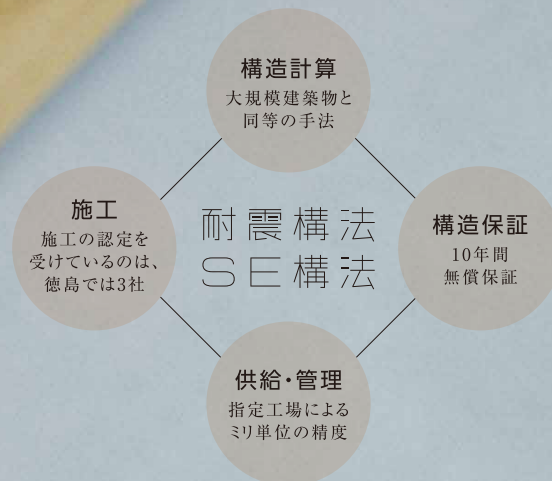 構造計算
大規模建築物と
同等の手法
施工
施工の認定を
受けているのは、
徳島では3社
耐震構法
SE構法
構造保証
10年間
無償保証
供給・管理
指定工場による
ミリ単位の精度